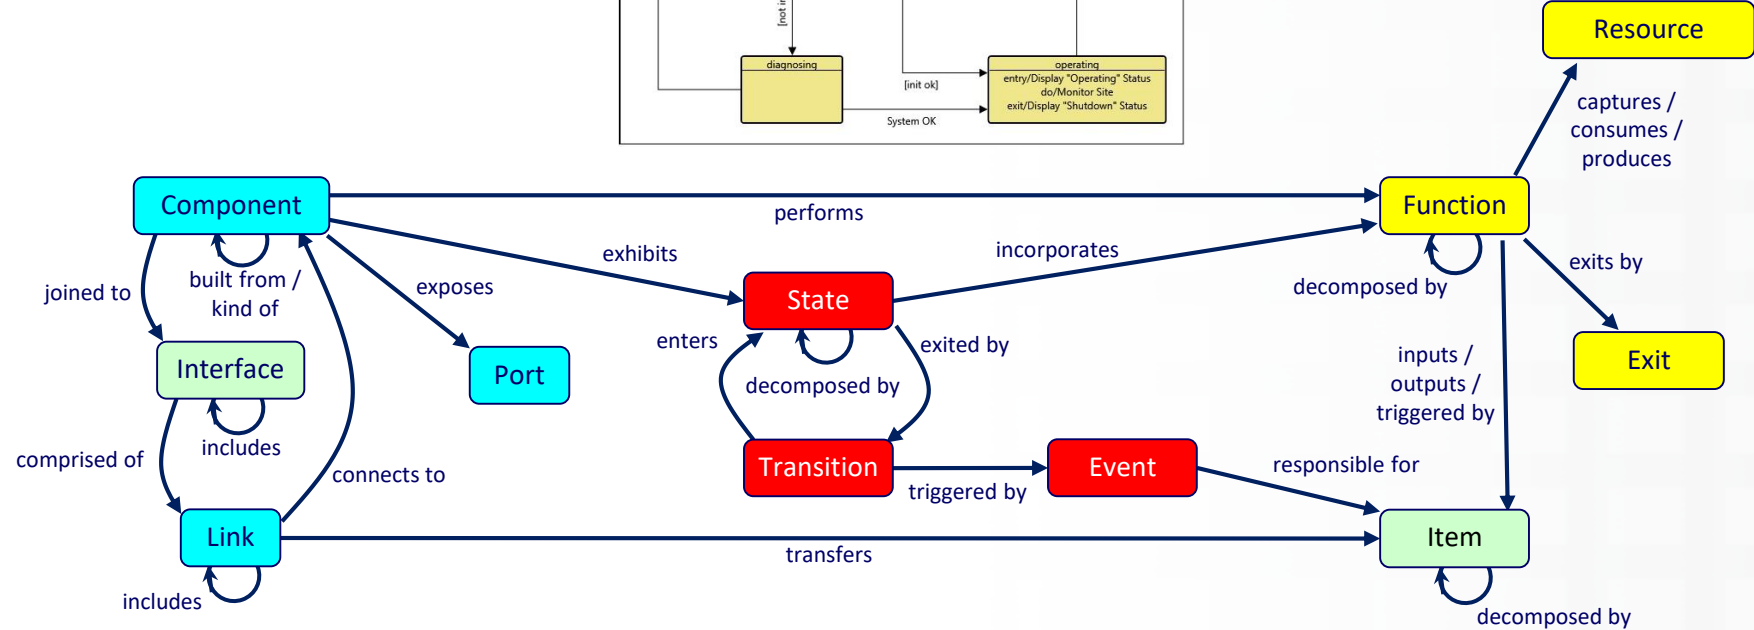 [not i
Resource
diagnosing
operating
entry/Display "Operating" Status
do/Monitor Site
exit/Display "Shutdown" Status
[init ok]
System OK
captures /
consumes /
produces
Component
performs
Function
exhibits
incorporates
built from /
kind of
joined to
exposes
State
decomposed by
exits by
enters
exited by
Interface
Port
decomposed by
inputs /
outputs /
triggered by
Exit
includes
comprised of
connects to
Transition
triggered by
Event
responsible for
Link
transfers
Item
includes
decomposed by